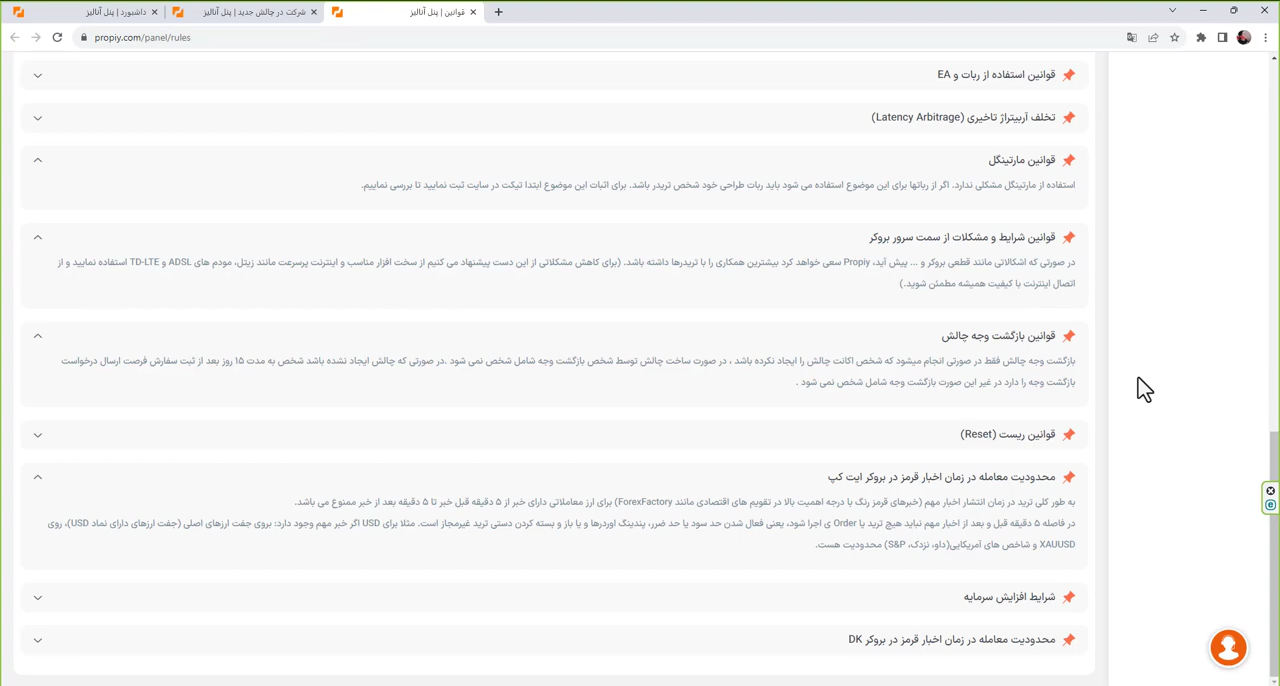 داشبورد | پنل آنالیز
شرکت در چالش جدید | پنل آنالیز
قوانین | پنل آنالیز
propiy.com/panel/rules
قوانین استفاده از ربات و EA
تخلف آربیتراژ تاخیری (Latency Arbitrage)
قوانین مارتینگل
استفاده از مارتینگل مشکلی ندارد. اگر از رباتها برای این موضوع استفاده می شود باید ربات طراحی خود شخص تریدر باشد. برای اثبات این موضوع ابتدا تیکت در سایت ثبت نمایید تا بررسی نماییم.
قوانین شرایط و مشکلات از سمت سرور بروکر
در صورتی که اشکالاتی مانند قطعی بروکر و ... پیش آید، Propiy سعی خواهد کرد بیشترین همکاری را با تریدرها داشته باشد. (برای کاهش مشکلاتی از این دست پیشنهاد می کنیم از سخت افزار مناسب و اینترنت پرسرعت مانند زیتل، مودم های ADSL و TD-LTE استفاده نمایید و از
اتصال اینترنت با کیفیت همیشه مطمئن شوید.)
قوانین بازگشت وجه چالش
بازگشت وجه چالش فقط در صورتی انجام میشود که شخص اکانت چالش را ایجاد نکرده باشد ، در صورت ساخت چالش توسط شخص بازگشت وجه شامل شخص نمی شود .در صورتی که چالش ایجاد نشده باشد شخص به مدت ۱۵ روز بعد از ثبت سفارش فرصت ارسال درخواست
بازگشت وجه را دارد در غیر این صورت بازگشت وجه شامل شخص نمی شود .
قوانین ریست (Reset)
محدودیت معامله در زمان اخبار قرمز در بروکر ایت کپ
به طور کلی ترید در زمان انتشار اخبار مهم (خبرهای قرمز رنگ با درجه اهمیت بالا در تقویم های اقتصادی مانند ForexFactory) برای ارز معاملاتی دارای خبر از ۵ دقیقه قبل خبر تا ۵ دقیقه بعد از خبر ممنوع می باشد.
در فاصله ۵ دقیقه قبل و بعد از اخبار مهم نباید هیچ ترید یا Order ی اجرا شود، یعنی فعال شدن حد سود یا حد ضرر، پندینگ اوردرها و یا باز و بسته کردن دستی ترید غیرمجاز است. مثلا برای USD اگر خبر مهم وجود دارد: بروی جفت ارزهای اصلی (جفت ارزهای دارای نماد USD)، روی
XAUUSD و شاخص های آمریکایی(داو، نزدک، S&P) محدودیت هست.
شرایط افزایش سرمایه
محدودیت معامله در زمان اخبار قرمز در بروکر DK